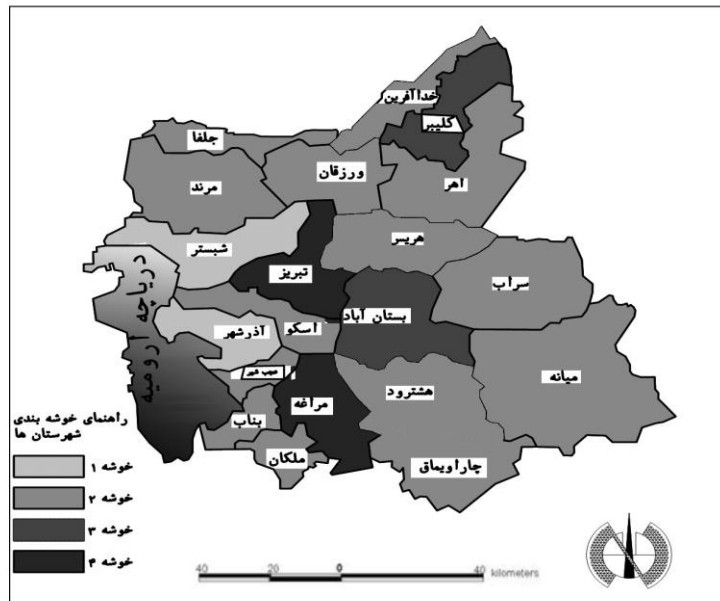 خداآفرین
کلیبر
جلفا
ورزقان
اهر
مرند
هریس
شبستر
تبریز
سراب
دریاچه ارومیه
بستان آباد
اسکو
آذرشهر
میانه
عجب شیر
هشترود
مراغه
بناب
ملکان
چاراویماق
راهنمای خوشه بندی
شهرستان ها
خوشه ۱
خوشه ۲
خوشه ۳
خوشه ۴
40 20 0 40
kilometers